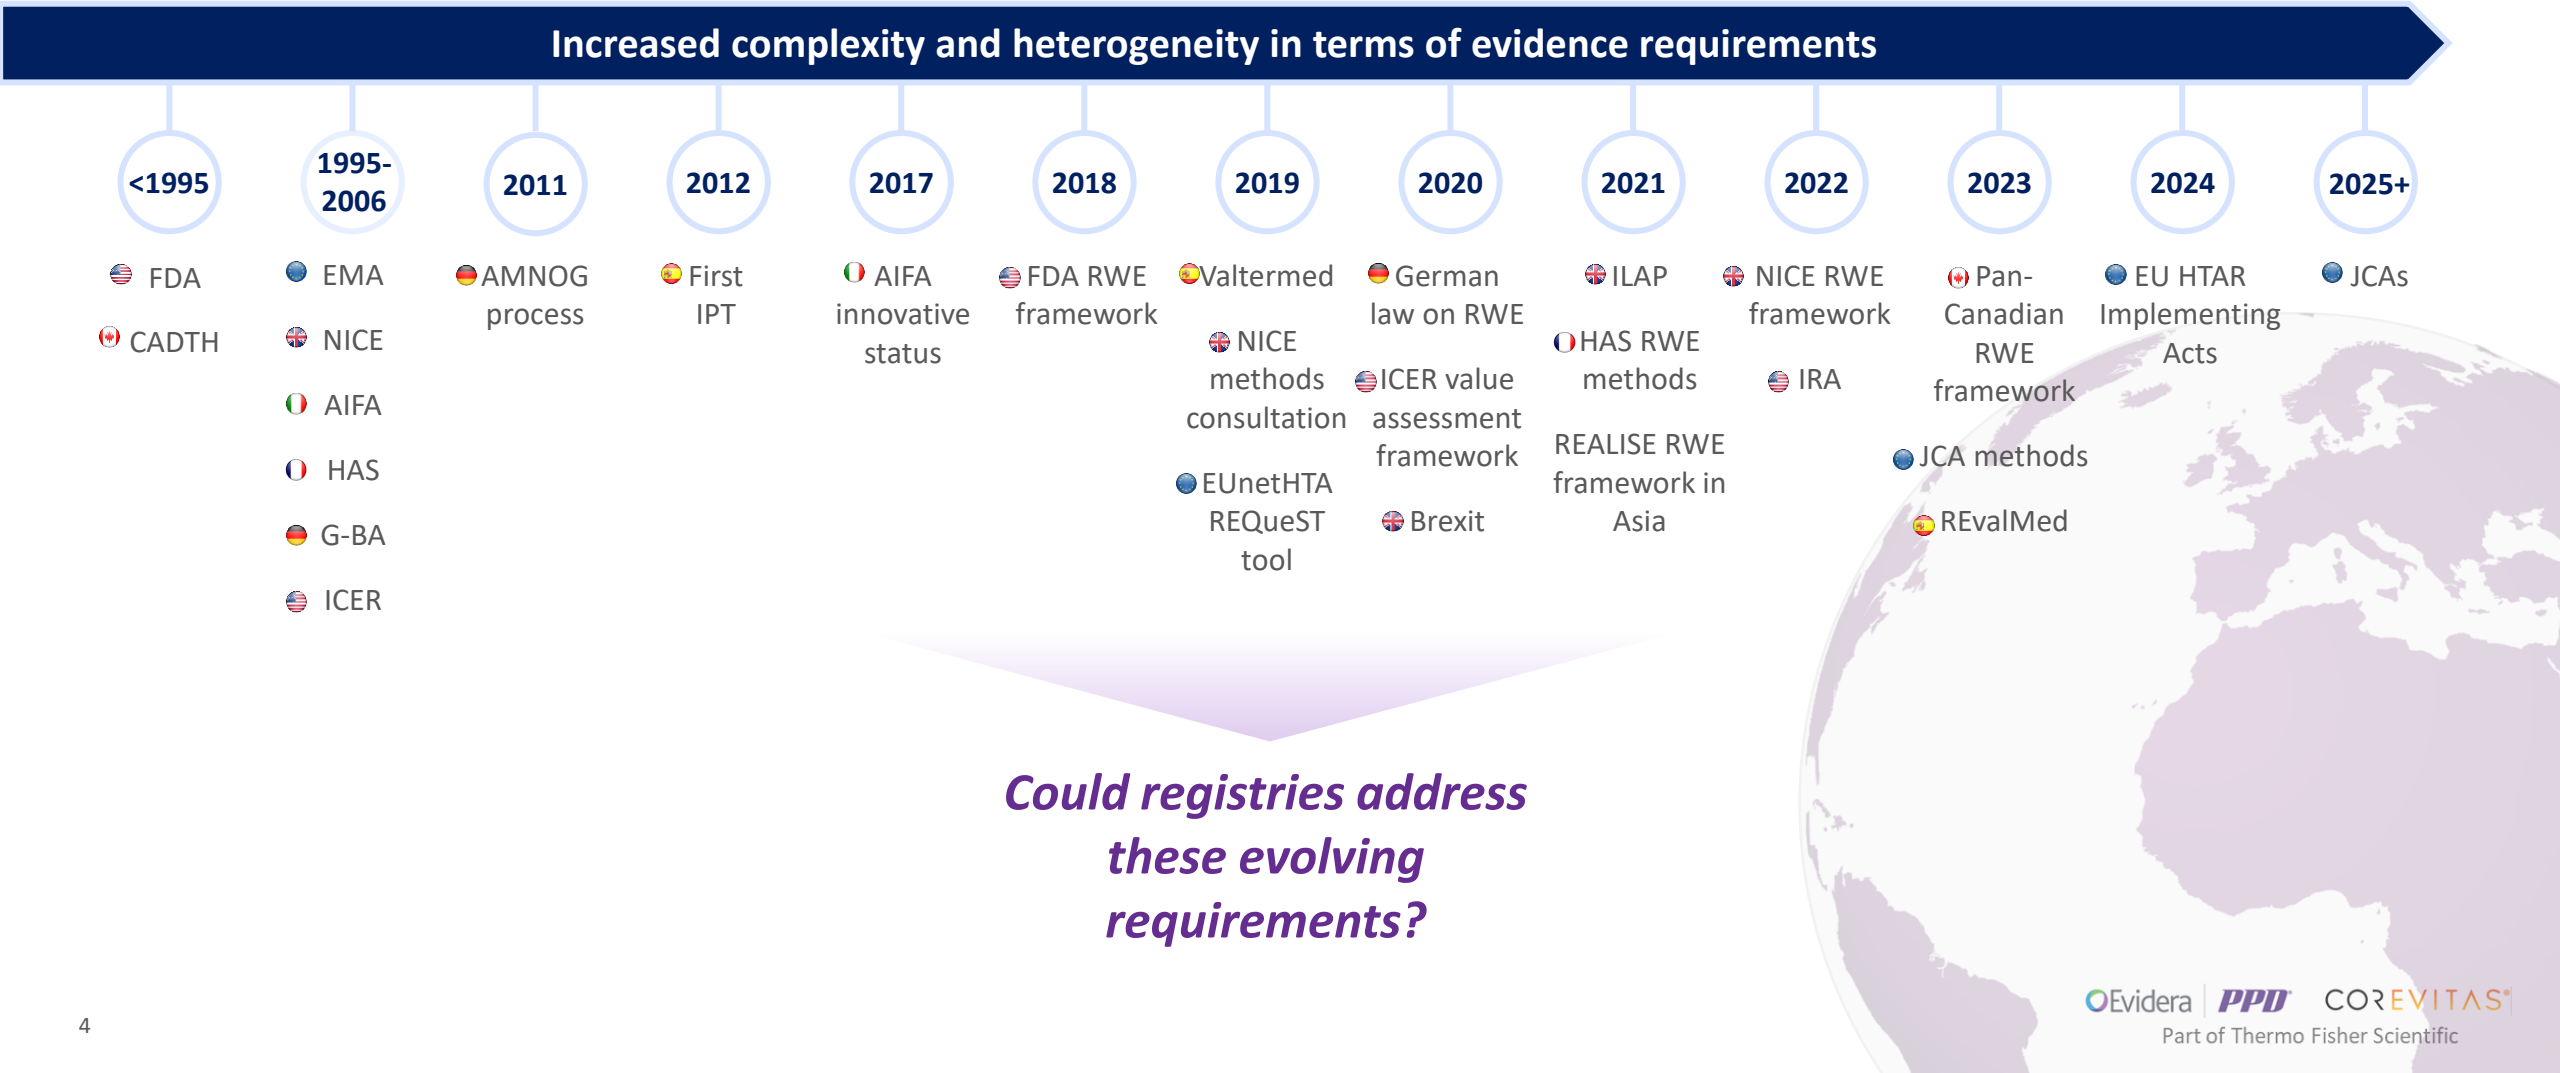 Increased complexity and heterogeneity in terms of evidence requirements
<1995
FDA
CADTH
1995-
2006
EMA
NICE
AIFA
HAS
G-BA
ICER
2011
AMNOG
process
2012
First
IPT
2017
AIFA
innovative
status
2018
FDA RWE
framework
2019
Valtermed
NICE
methods
consultation
EUnetHTA
REQueST
tool
2020
German
law on RWE
ICER value
assessment
framework
Brexit
2021
ILAP
HAS RWE
methods
REALISE RWE
framework in
Asia
2022
NICE RWE
framework
IRA
2023
Pan-
Canadian
RWE
framework
JCA methods
REvalMed
2024
EU HTAR
Implementing
Acts
2025+
JCAs
Could registries address
these evolving
requirements?
4
Evidera PPD COREVITAS
Part of Thermo Fisher Scientific